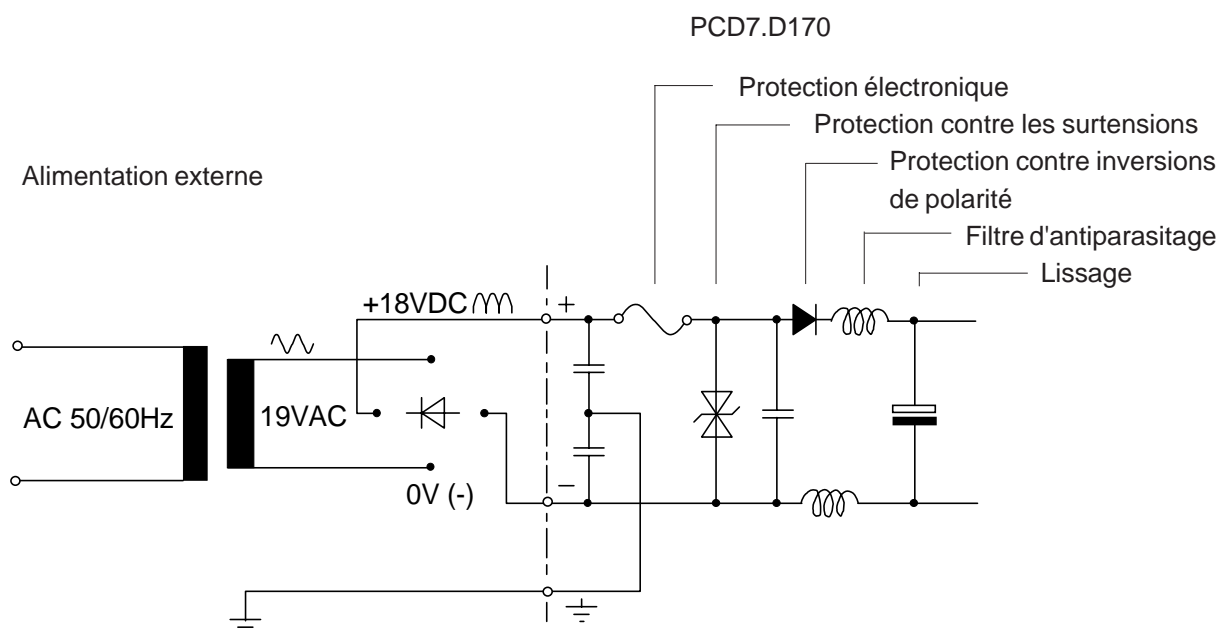 PCD7.D170
Protection électronique
Protection contre les surtensions
Alimentation externe
Protection contre inversions
de polarité
Filtre d'antiparasitage
Lissage
+18VDC
+
AC 50/60Hz
19VAC
0V (-)
–